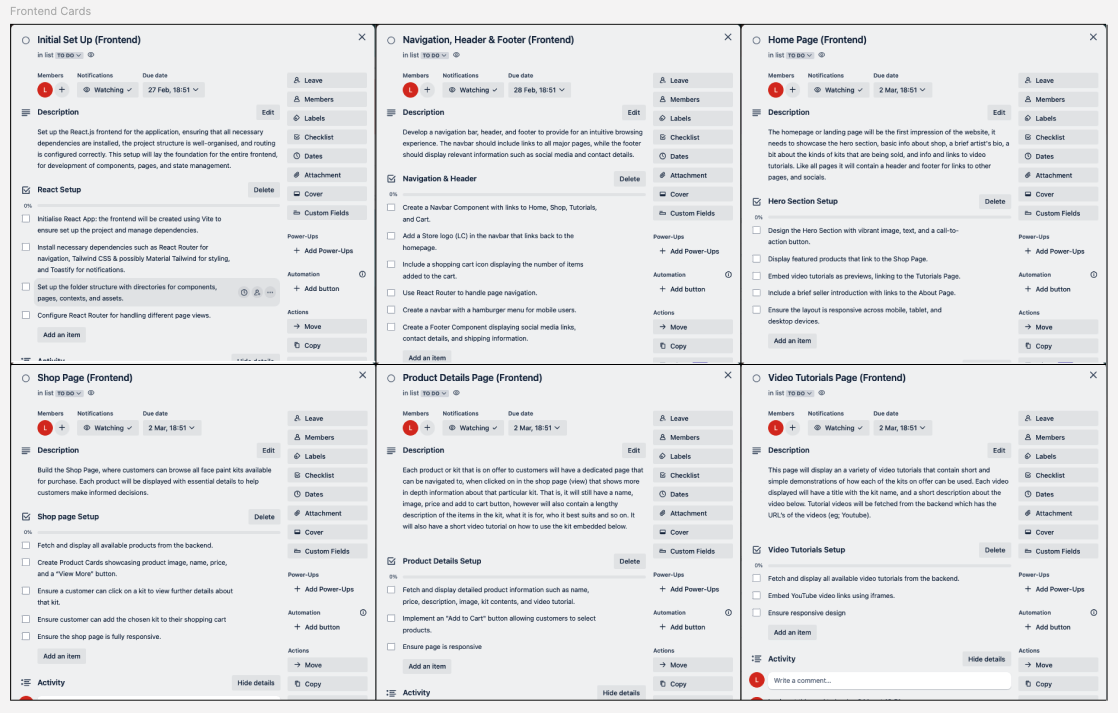 Frontend Cards
Initial Set Up (Frontend)
in list TO DO
Members
Notifications
Due date
L
Watching
27 Feb, 18:51
Description
Edit
Set up the React.js frontend for the application, ensuring that all necessary
dependencies are installed, the project structure is well-organised, and routing
is configured correctly. This setup will lay the foundation for the entire frontend,
for development of components, pages, and state management.
React Setup
Delete
0%
Initialise React App: the frontend will be created using Vite to
ensure set up the project and manage dependencies.
Install necessary dependencies such as React Router for
navigation, Tailwind CSS & possibly Material Tailwind for styling,
and Toastify for notifications.
Set up the folder structure with directories for components,
pages, contexts, and assets.
Configure React Router for handling different page views.
Add an item
Activity
Hide details
Leave
Members
Labels
Checklist
Dates
Attachment
Cover
Custom Fields
Power-Ups
Add Power-Ups
Automation
Add button
Actions
Move
Copy
Navigation, Header & Footer (Frontend)
in list TO DO
Members
Notifications
Due date
L
Watching
28 Feb, 18:51
Description
Edit
Develop a navigation bar, header, and footer to provide for an intuitive browsing
experience. The navbar should include links to all major pages, while the footer
should display relevant information such as social media and contact details.
Navigation & Header
Delete
0%
Create a Navbar Component with links to Home, Shop, Tutorials,
and Cart.
Add a Store logo (LC) in the navbar that links back to the
homepage.
Include a shopping cart icon displaying the number of items
added to the cart.
Use React Router to handle page navigation.
Create a navbar with a hamburger menu for mobile users.
Create a Footer Component displaying social media links,
contact details, and shipping information.
Add an item
Leave
Members
Labels
Checklist
Dates
Attachment
Cover
Custom Fields
Power-Ups
Add Power-Ups
Automation
Add button
Actions
Move
Copy
Home Page (Frontend)
in list TO DO
Members
Notifications
Due date
L
Watching
2 Mar, 18:51
Description
Edit
The homepage or landing page will be the first impression of the website, it
needs to showcase the hero section, basic info about shop, a brief artist's bio, a
bit about the kinds of kits that are being sold, and info and links to video
tutorials. Like all pages it will contain a header and footer for links to other
pages, and socials.
Hero Section Setup
Delete
0%
Design the Hero Section with vibrant image, text, and a call-to-
action button.
Display featured products that link to the Shop Page.
Embed video tutorials as previews, linking to the Tutorials Page.
Include a brief seller introduction with links to the About Page.
Ensure the layout is responsive across mobile, tablet, and
desktop devices.
Add an item
Leave
Members
Labels
Checklist
Dates
Attachment
Cover
Custom Fields
Power-Ups
Add Power-Ups
Automation
Add button
Actions
Move
Copy
Shop Page (Frontend)
in list TO DO
Members
Notifications
Due date
L
Watching
2 Mar, 18:51
Description
Edit
Build the Shop Page, where customers can browse all face paint kits available
for purchase. Each product will be displayed with essential details to help
customers make informed decisions.
Shop page Setup
Delete
0%
Fetch and display all available products from the backend.
Create Product Cards showcasing product image, name, price,
and a "View More" button.
Ensure a customer can click on a kit to view further details about
that kit.
Ensure customer can add the chosen kit to their shopping cart
Ensure the shop page is fully responsive.
Add an item
Activity
Hide details
Leave
Members
Labels
Checklist
Dates
Attachment
Cover
Custom Fields
Power-Ups
Add Power-Ups
Automation
Add button
Actions
Move
Copy
Product Details Page (Frontend)
in list TO DO
Members
Notifications
Due date
L
Watching
2 Mar, 18:51
Description
Edit
Each product or kit that is on offer to customers will have a dedicated page that
can be navigated to, when clicked on in the shop page (view) that shows more
in depth information about that particular kit. That is, it will still have a name,
image, price and add to cart button, however will also contain a lengthy
description of the items in the kit, what it is for, who it best suits and so on. It
will also have a short video tutorial on how to use the kit embedded below.
Product Details Setup
Delete
0%
Fetch and display detailed product information such as name,
price, description, image, kit contents, and video tutorial.
Implement an "Add to Cart" button allowing customers to select
products.
Ensure page is responsive
Add an item
Activity
Hide details
Leave
Members
Labels
Checklist
Dates
Attachment
Cover
Custom Fields
Power-Ups
Add Power-Ups
Automation
Add button
Actions
Move
Copy
Video Tutorials Page (Frontend)
in list TO DO
Members
Notifications
Due date
L
Watching
2 Mar, 18:51
Description
Edit
This page will display an a variety of video tutorials that contain short and
simple demonstrations of how each of the kits on offer can be used. Each video
displayed will have a title with the kit name, and a short description about the
video below. Tutorial videos will be fetched from the backend which has the
URL's of the videos (eg; Youtube).
Video Tutorials Setup
Delete
0%
Fetch and display all available video tutorials from the backend.
Embed YouTube video links using iframes.
Ensure responsive design
Add an item
Activity
Hide details
L
Write a comment...
Leave
Members
Labels
Checklist
Dates
Attachment
Cover
Custom Fields
Power-Ups
Add Power-Ups
Automation
Add button
Actions
Move
Copy